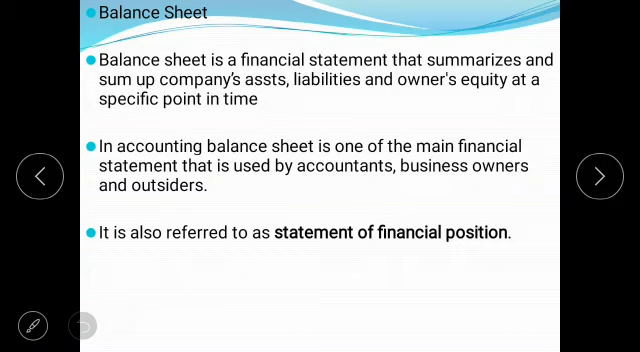 Balance Sheet
Balance sheet is a financial statement that summarizes and
sum up company's assts, liabilities and owner's equity at a
specific point in time
In accounting balance sheet is one of the main financial
statement that is used by accountants, business owners
and outsiders.
It is also referred to as statement of financial position.